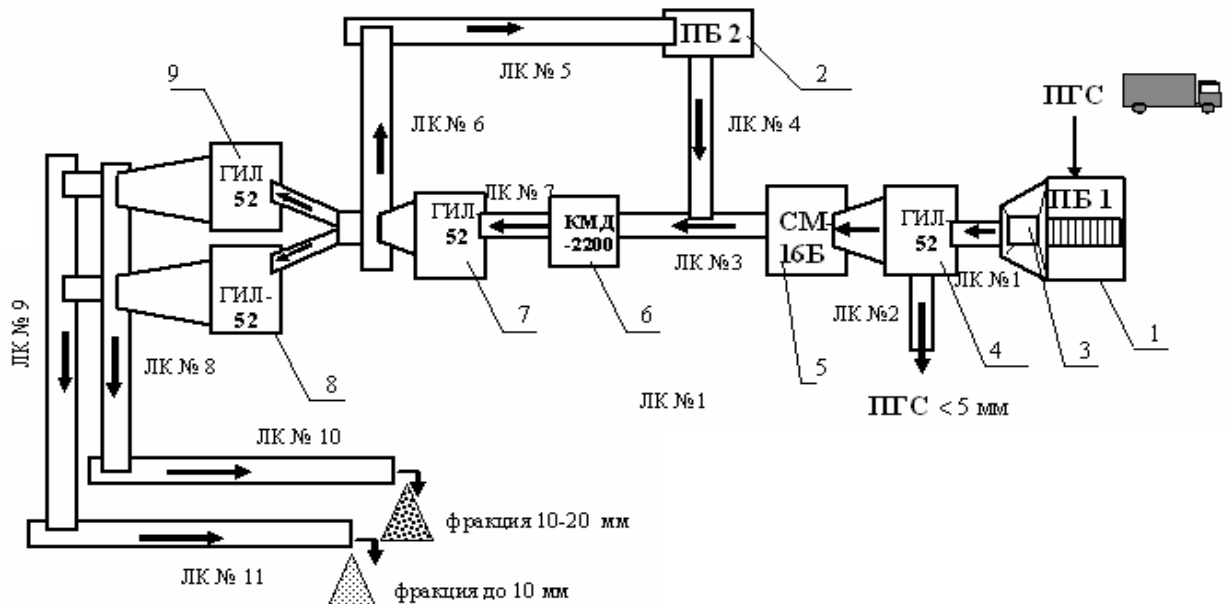 ПБ 2
ЛК № 5
2
9
ПГС
ЛК № 6
ЛК № 4
ГИЛ
52
ЛК № 7
ПБ 1
ГИЛ
52
КМД
-2200
СМ-
16Б
ГИЛ-
52
ЛК №3
ЛК №1
ГИЛ-
52
ЛК № 9
ЛК №2
7
6
5
4
3
1
ЛК № 8
8
ЛК №1
ПГС < 5 мм
ЛК № 10
фракция 10-20 мм
ЛК № 11
фракция до 10 мм